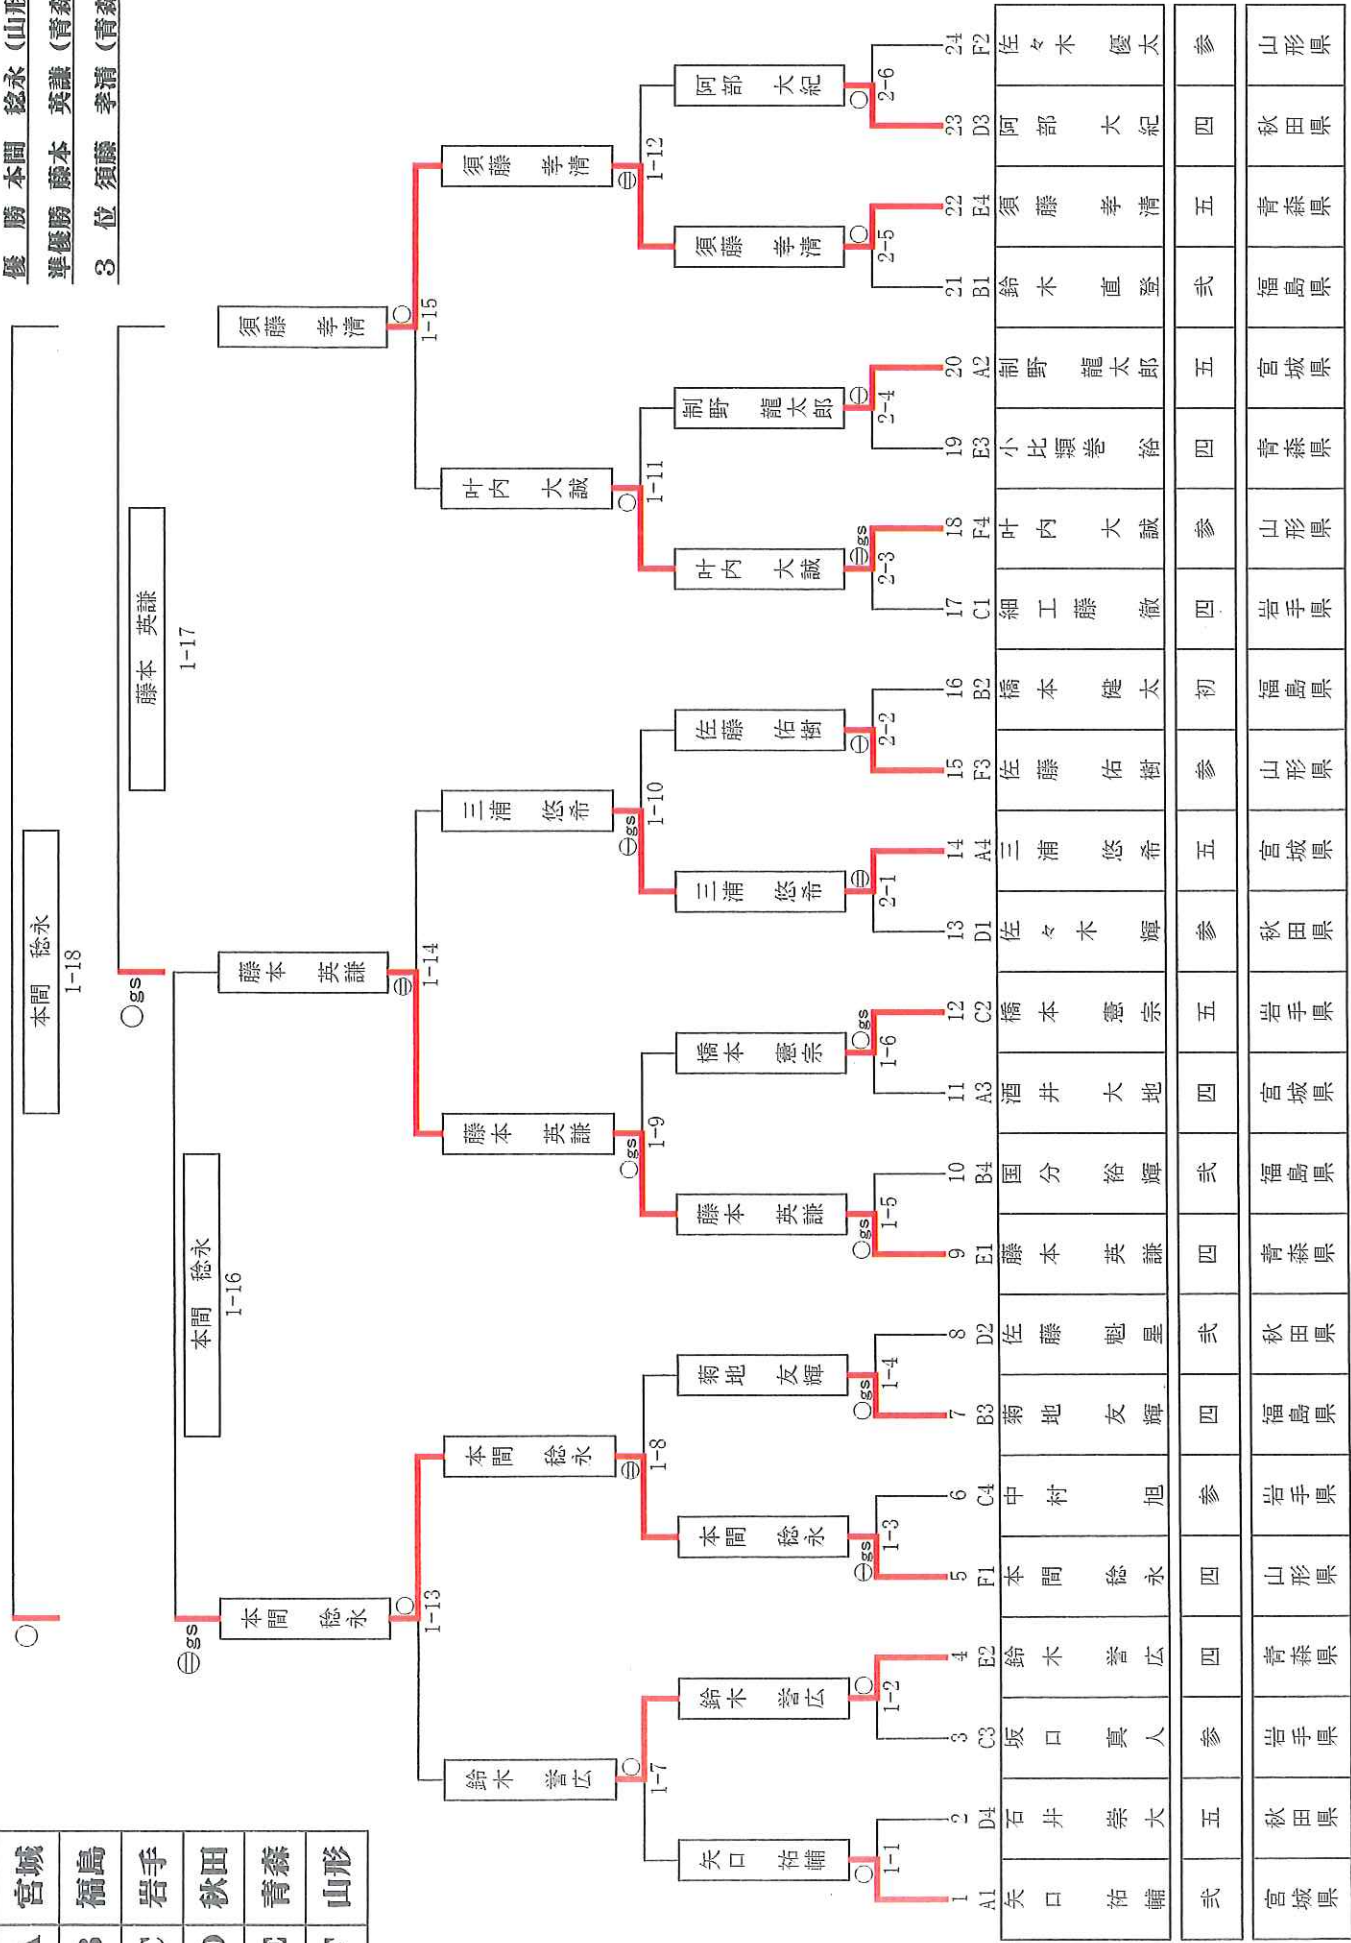 優 勝 本間 稔永 (山形
準優勝 藤本 英謙 (青森
3 位 須藤 孝清 (青森
宮城
福島
岩手
秋田
青森
山形
本間 稔永
1-18
○
藤本 英謙
1-17
○gs
本間 稔永
1-16
⊜gs
本間 稔永
○
1-13
藤本 英謙
⊜
1-14
須藤 孝清
○
1-15
鈴木 誉広
○
1-7
本間 稔永
⊜
1-8
藤本 英謙
○gs
1-9
三浦 悠希
⊖gs
1-10
叶内 大誠
○
1-11
須藤 孝清
⊜
1-12
矢口 祐輔
○
1-1
鈴木 誉広
○
1-2
本間 稔永
⊖gs
1-3
菊地 友輝
○gs
1-4
藤本 英謙
○gs
1-5
橋本 憲宗
○gs
1-6
三浦 悠希
⊜
2-1
佐藤 佑樹
⊖
2-2
叶内 大誠
⊜gs
2-3
制野 龍太郎
⊖
2-4
須藤 孝清
○
2-5
阿部 大紀
○
2-6
1 A1 矢口 祐輔 弐 宮城県
2 D4 石井 崇大 五 秋田県
3 C3 坂口 真人 参 岩手県
4 E2 鈴木 誉広 四 青森県
5 F1 本間 稔永 四 山形県
6 C4 中村 旭 参 岩手県
7 B3 菊地 友輝 四 福島県
8 D2 佐藤 魁星 弐 秋田県
9 E1 藤本 英謙 四 青森県
10 B4 国分 裕輝 弐 福島県
11 A3 酒井 大地 四 宮城県
12 C2 橋本 憲宗 五 岩手県
13 D1 佐々木 輝 参 秋田県
14 A4 三浦 悠希 五 宮城県
15 F3 佐藤 佑樹 参 山形県
16 B2 橋本 健太 初 福島県
17 C1 細工藤 徹 四 岩手県
18 F4 叶内 大誠 参 山形県
19 E3 小比類巻 裕 四 青森県
20 A2 制野 龍太郎 五 宮城県
21 B1 鈴木 直登 弐 福島県
22 E4 須藤 孝清 五 青森県
23 D3 阿部 大紀 四 秋田県
24 F2 佐々木 優太 参 山形県